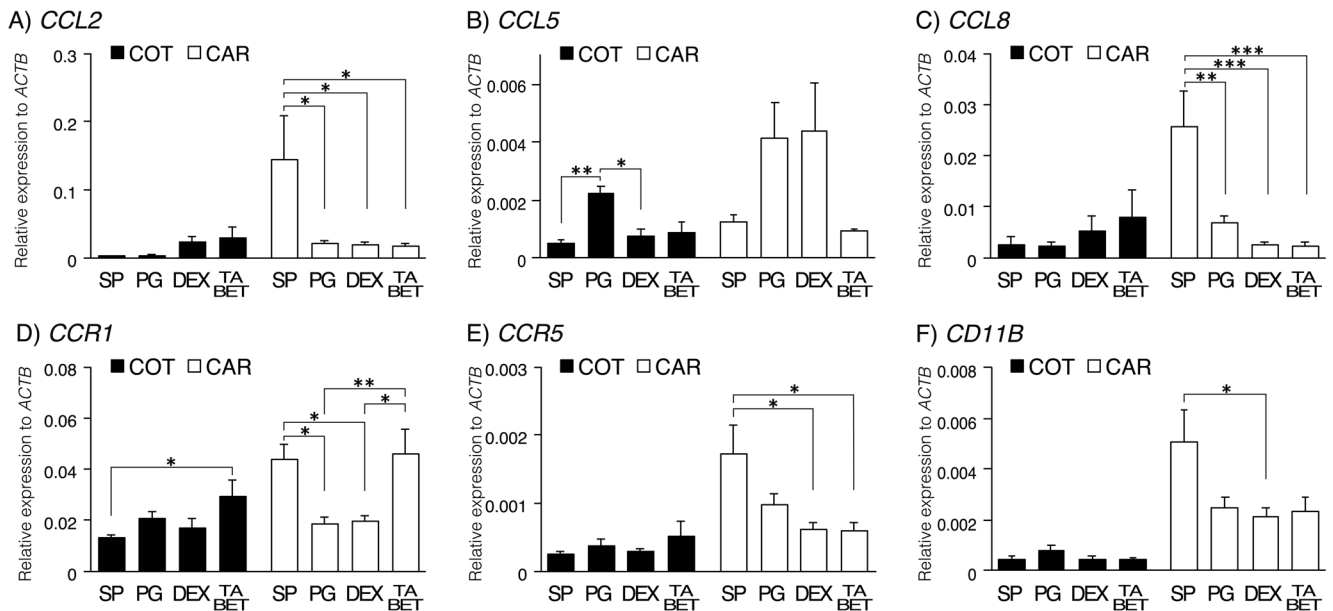 A) CCL2
COT CAR
Relative expression to ACTB
0.3
0.2
0.1
0
* * *
SP PG DEX TA/BET SP PG DEX TA/BET
B) CCL5
COT CAR
Relative expression to ACTB
0.006
0.004
0.002
0
** *
SP PG DEX TA/BET SP PG DEX TA/BET
C) CCL8
COT CAR
Relative expression to ACTB
0.04
0.03
0.02
0.01
0
*** *** **
SP PG DEX TA/BET SP PG DEX TA/BET
D) CCR1
COT CAR
Relative expression to ACTB
0.08
0.06
0.04
0.02
0
* ** * * *
SP PG DEX TA/BET SP PG DEX TA/BET
E) CCR5
COT CAR
Relative expression to ACTB
0.003
0.002
0.001
0
* *
SP PG DEX TA/BET SP PG DEX TA/BET
F) CD11B
COT CAR
Relative expression to ACTB
0.008
0.006
0.004
0.002
0
*
SP PG DEX TA/BET SP PG DEX TA/BET